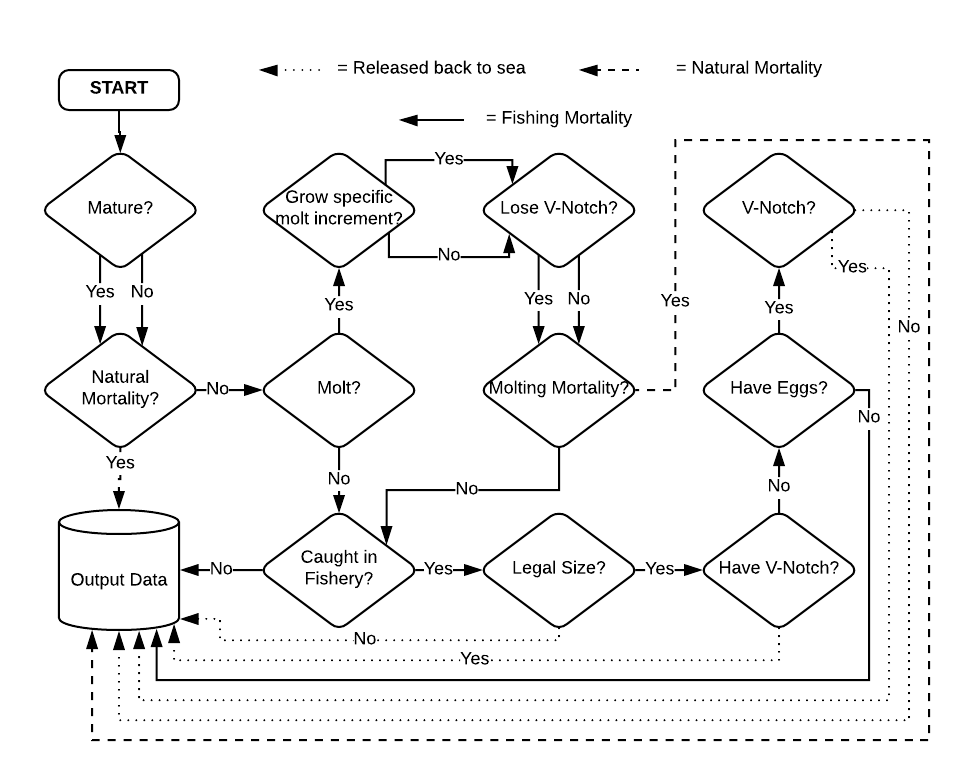 START
= Released back to sea
= Natural Mortality
= Fishing Mortality
Mature?
Grow specific
molt increment?
Yes
No
Lose V-Notch?
V-Notch?
Yes
No
Yes
No
Yes
Yes
No
Yes
Yes
No
Natural
Mortality?
No
Molt?
Molting Mortality?
Have Eggs?
No
Yes
No
No
No
Output Data
No
Caught in
Fishery?
Yes
Legal Size?
Yes
Have V-Notch?
No
Yes